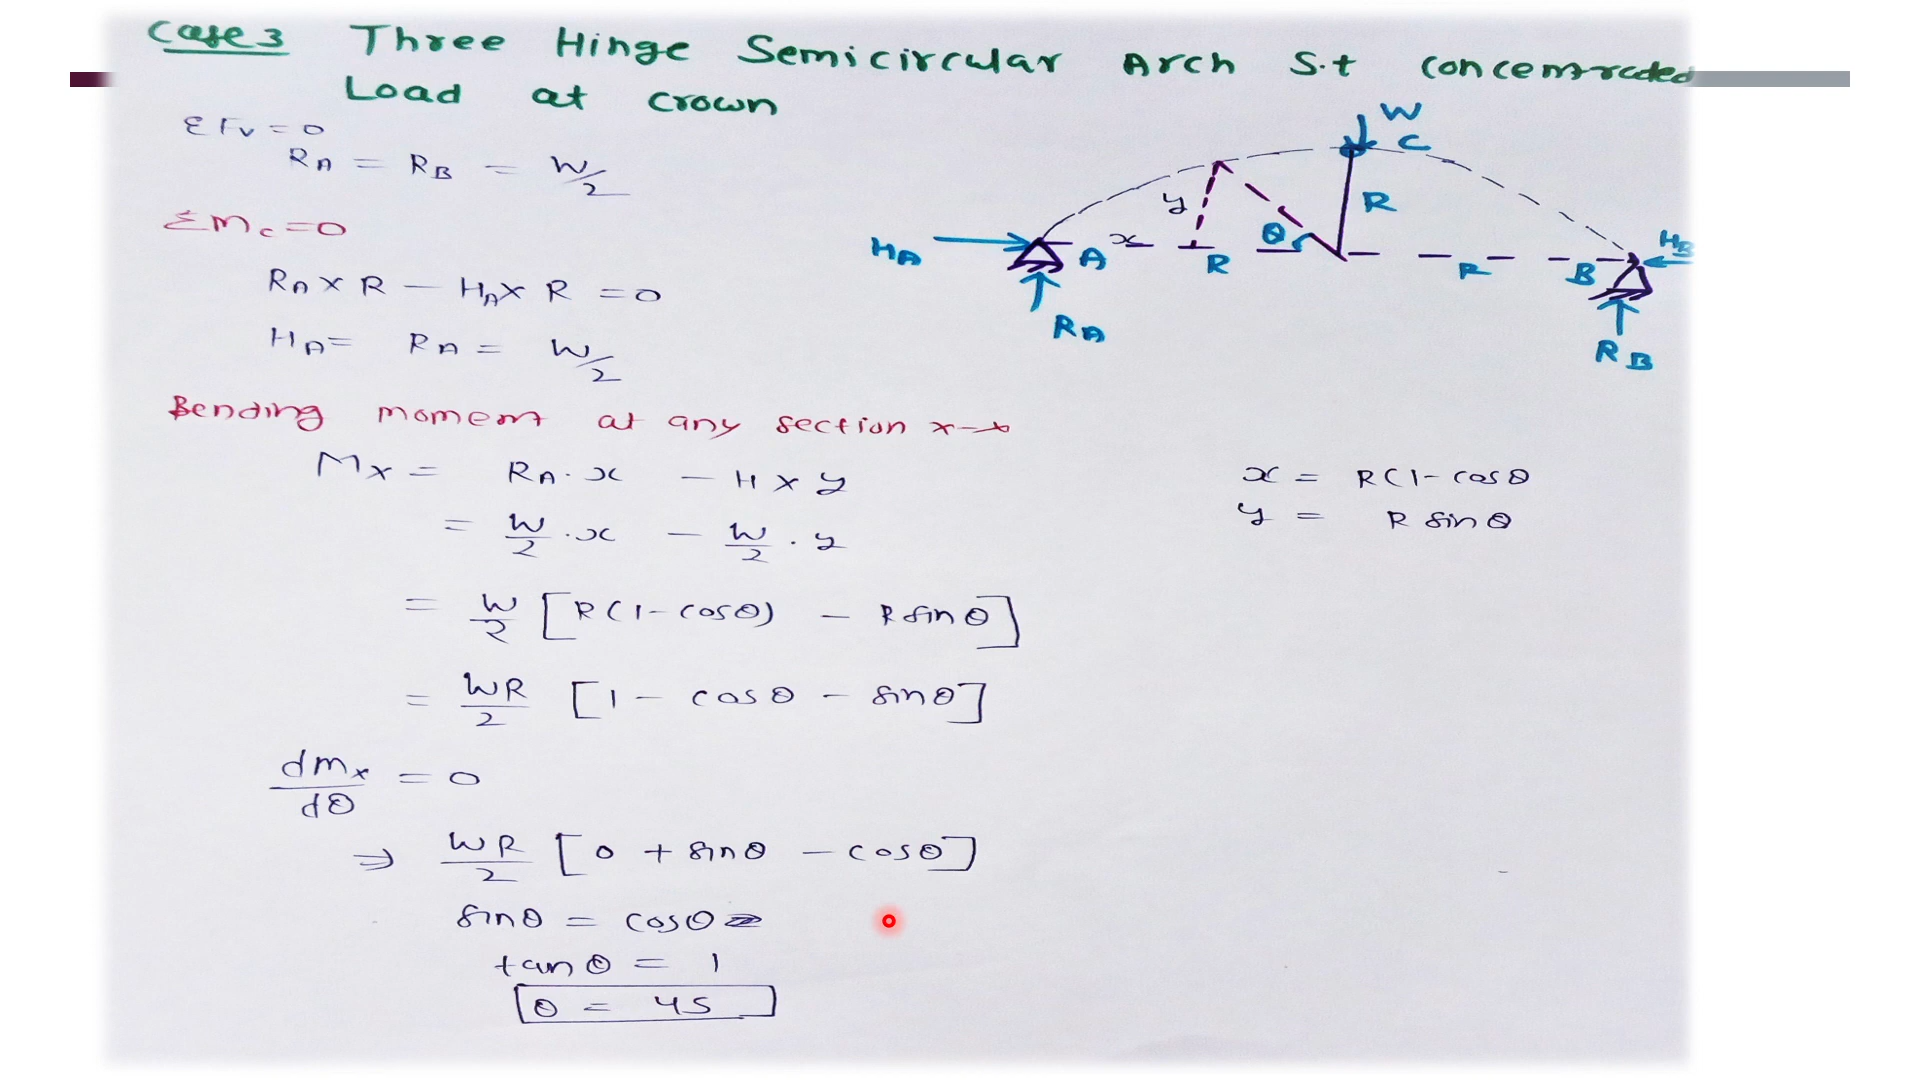 Case 3 Three Hinge Semicircular Arch S.t concentrated
Load at crown
ΣFv = 0
RA = RB = W/2
ΣMc = 0
RA × R - HA × R = 0
HA = RA = W/2
W
C
y
R
θ
HA
A
x
R
R
B
HB
RA
RB
Bending moment at any section x-x
Mx = RA · x - H × y
= W/2 · x - W/2 · y
= W/2 [R(1 - cosθ) - R sinθ]
= WR/2 [1 - cosθ - sinθ]
x = R(1 - cosθ
y = R sinθ
dMx/dθ = 0
⇒ WR/2 [0 + sinθ - cosθ]
sinθ = cosθ
tanθ = 1
θ = 45